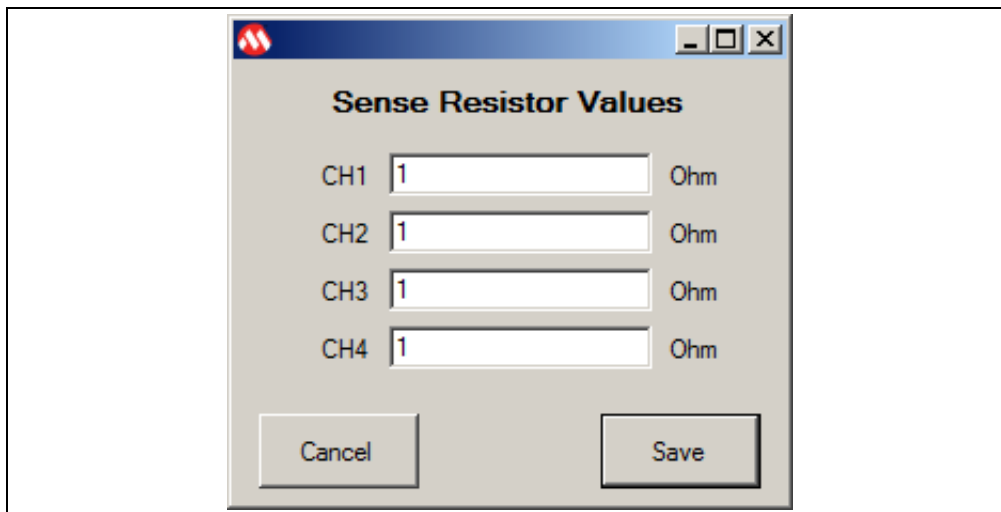 Sense Resistor Values
CH1 1 Ohm
CH2 1 Ohm
CH3 1 Ohm
CH4 1 Ohm
Cancel Save